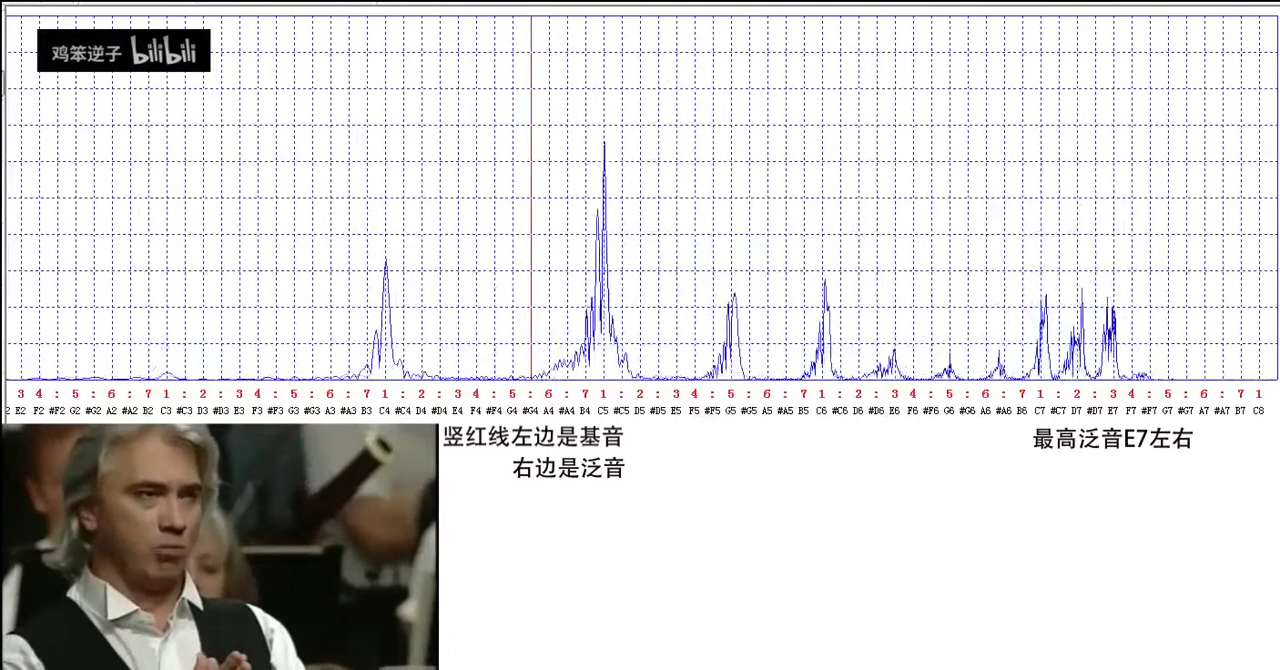 鸡笨逆子 bilibili
3 4 : 5 : 6 : 7 1 : 2 : 3 4 : 5 : 6 : 7 1 : 2 : 3 4 : 5 : 6 : 7 1 : 2 : 3 4 : 5 : 6 : 7 1 : 2 : 3 4 : 5 : 6 : 7 1 : 2 : 3 4 : 5 : 6 : 7 1
2 E2 F2 #F2 G2 #G2 A2 #A2 B2 C3 #C3 D3 #D3 E3 F3 #F3 G3 #G3 A3 #A3 B3 C4 #C4 D4 #D4 E4 F4 #F4 G4 #G4 A4 #A4 B4 C5 #C5 D5 #D5 E5 F5 #F5 G5 #G5 A5 #A5 B5 C6 #C6 D6 #D6 E6 F6 #F6 G6 #G6 A6 #A6 B6 C7 #C7 D7 #D7 E7 F7 #F7 G7 #G7 A7 #A7 B7 C8
竖红线左边是基音
右边是泛音
最高泛音E7左右